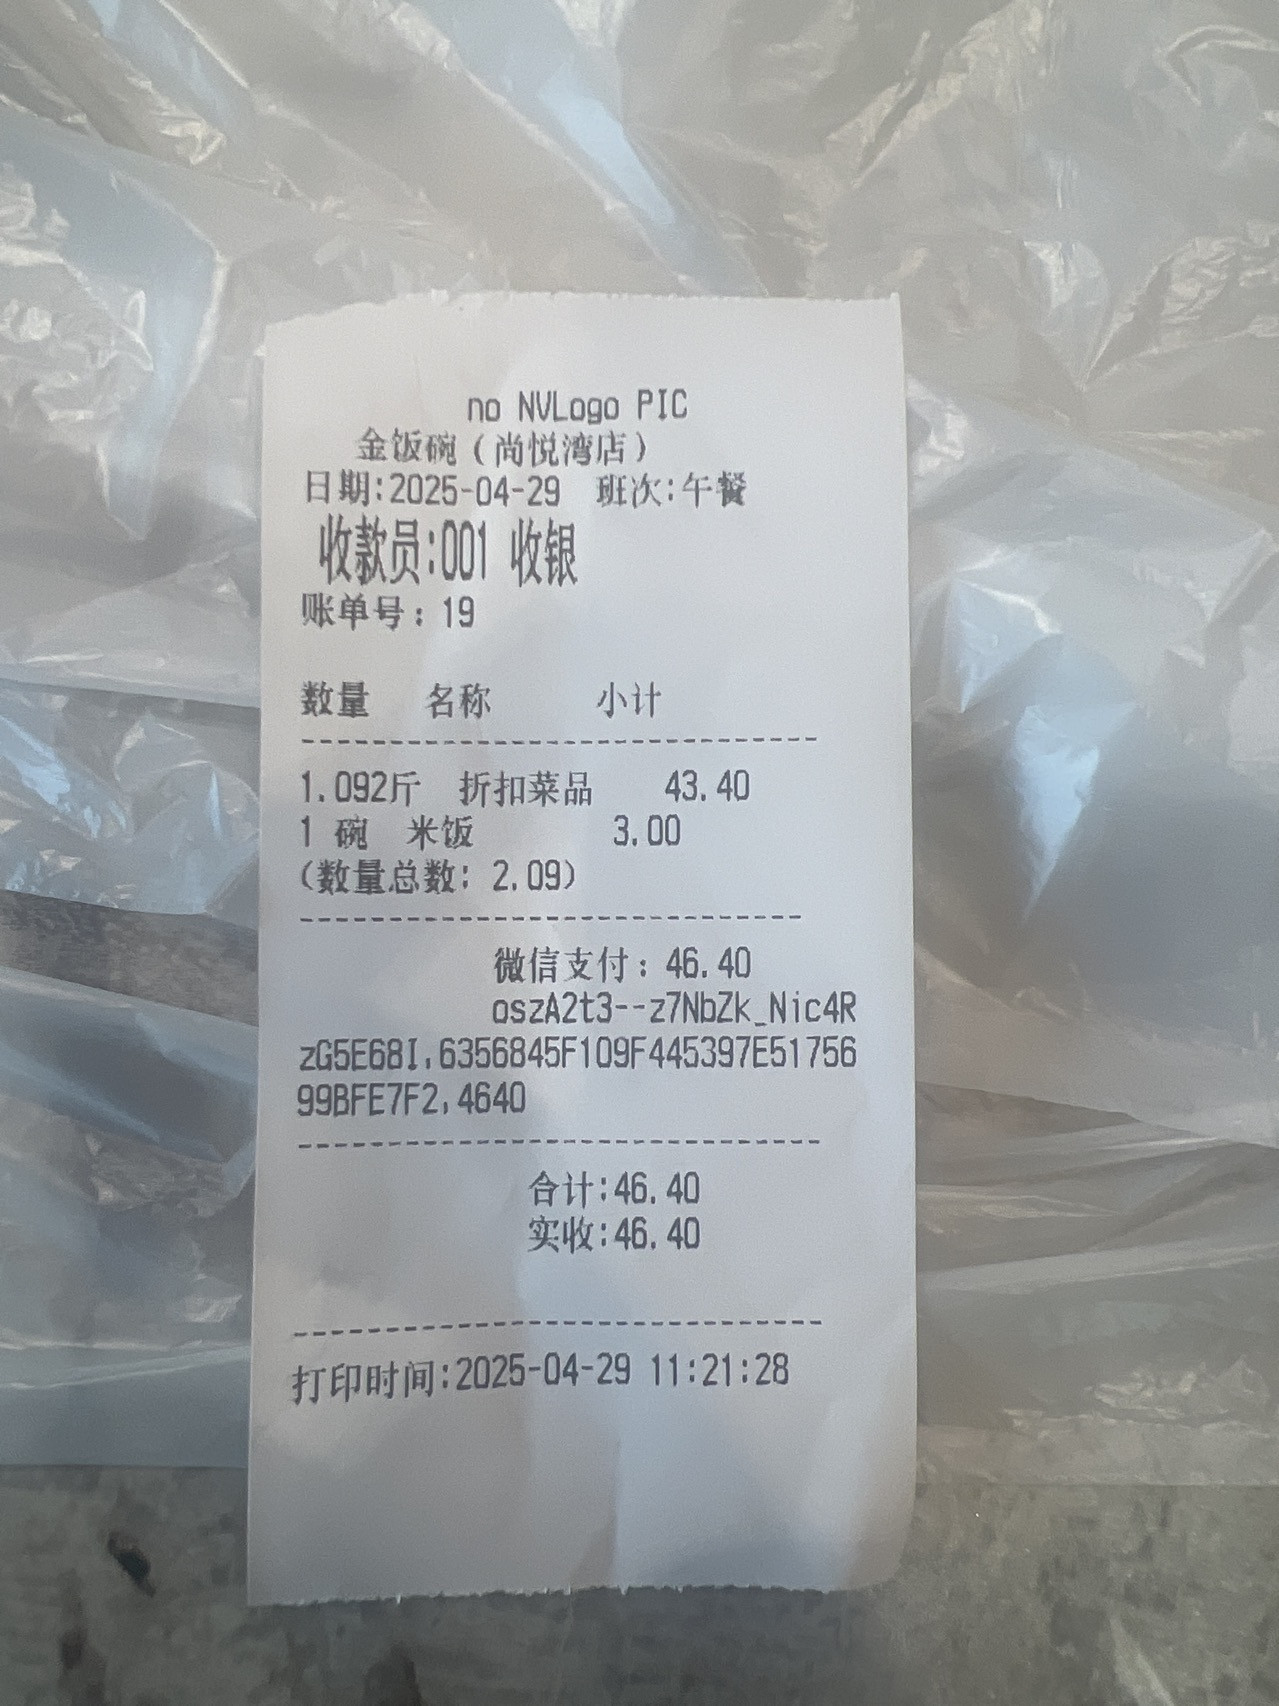 no NVLogo PIC
金饭碗（尚悦湾店）
日期:2025-04-29 班次:午餐
收款员:001 收银
账单号: 19
数量 名称 小计
--------------------------------
1.092斤 折扣菜品 43.40
1 碗 米饭 3.00
(数量总数: 2.09)
--------------------------------
微信支付: 46.40
oszA2t3--z7NbZk_Nic4R
zG5E68I,6356845F109F445397E51756
99BFE7F2,4640
--------------------------------
合计:46.40
实收:46.40
--------------------------------
打印时间:2025-04-29 11:21:28